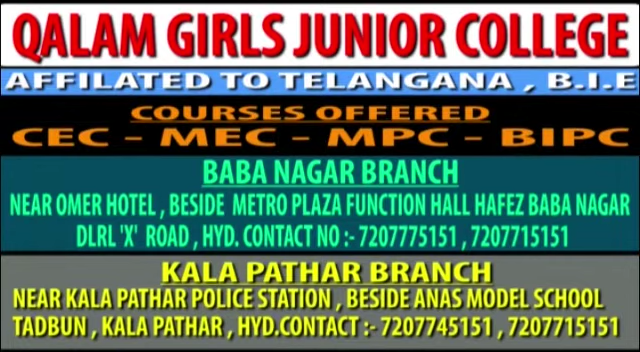 QALAM GIRLS JUNIOR COLLEGE
AFFILATED TO TELANGANA , B.I.E
COURSES OFFERED
CEC - MEC - MPC - BIPC
BABA NAGAR BRANCH
NEAR OMER HOTEL , BESIDE METRO PLAZA FUNCTION HALL HAFEZ BABA NAGAR
DLRL 'X' ROAD , HYD. CONTACT NO :- 7207775151 , 7207715151
KALA PATHAR BRANCH
NEAR KALA PATHAR POLICE STATION , BESIDE ANAS MODEL SCHOOL
TADBUN , KALA PATHAR , HYD.CONTACT :- 7207745151 , 7207715151